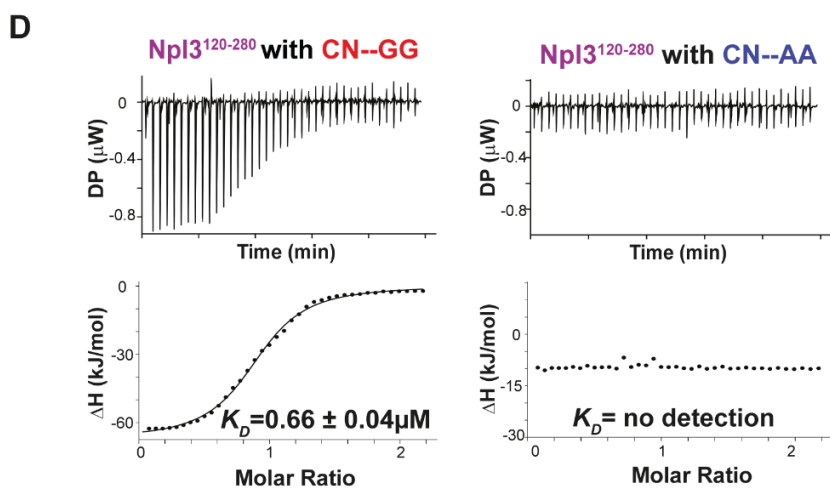 D
Npl3120-280 with CN--GG
DP (μW)
0
-0.4
-0.8
Time (min)
ΔH (kJ/mol)
0
-30
-60
KD=0.66 ± 0.04μM
0
1
2
Molar Ratio
Npl3120-280 with CN--AA
DP (μW)
0
-0.4
-0.8
Time (min)
ΔH (kJ/mol)
0
-15
-30
KD= no detection
0
1
2
Molar Ratio